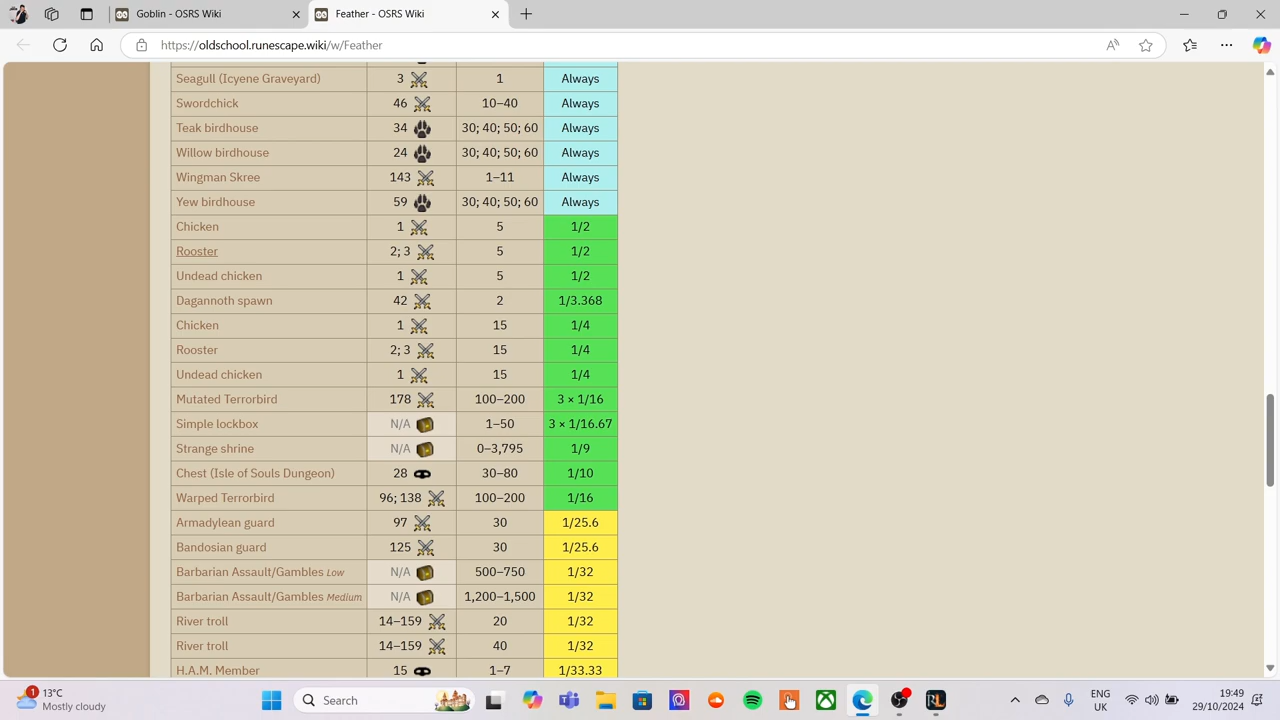 Goblin - OSRS Wiki
Feather - OSRS Wiki
https://oldschool.runescape.wiki/w/Feather
Seagull (Icyene Graveyard) 3 1 Always
Swordchick 46 10–40 Always
Teak birdhouse 34 30; 40; 50; 60 Always
Willow birdhouse 24 30; 40; 50; 60 Always
Wingman Skree 143 1–11 Always
Yew birdhouse 59 30; 40; 50; 60 Always
Chicken 1 5 1/2
Rooster 2; 3 5 1/2
Undead chicken 1 5 1/2
Dagannoth spawn 42 2 1/3.368
Chicken 1 15 1/4
Rooster 2; 3 15 1/4
Undead chicken 1 15 1/4
Mutated Terrorbird 178 100–200 3 × 1/16
Simple lockbox N/A 1–50 3 × 1/16.67
Strange shrine N/A 0–3,795 1/9
Chest (Isle of Souls Dungeon) 28 30–80 1/10
Warped Terrorbird 96; 138 100–200 1/16
Armadylean guard 97 30 1/25.6
Bandosian guard 125 30 1/25.6
Barbarian Assault/Gambles Low N/A 500–750 1/32
Barbarian Assault/Gambles Medium N/A 1,200–1,500 1/32
River troll 14–159 20 1/32
River troll 14–159 40 1/32
H.A.M. Member 15 1–7 1/33.33
1
13°C
Mostly cloudy
Search
ENG
UK
19:49
29/10/2024